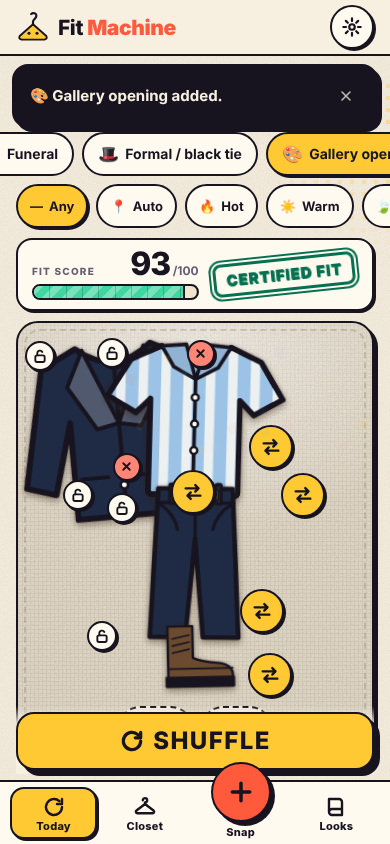 Fit Machine
🎨 Gallery opening added.
Funeral
🎩 Formal / black tie
🎨 Gallery open
— Any
📍 Auto
🔥 Hot
☀️ Warm
FIT SCORE
93/100
CERTIFIED FIT
SHUFFLE
Today
Closet
Snap
Looks